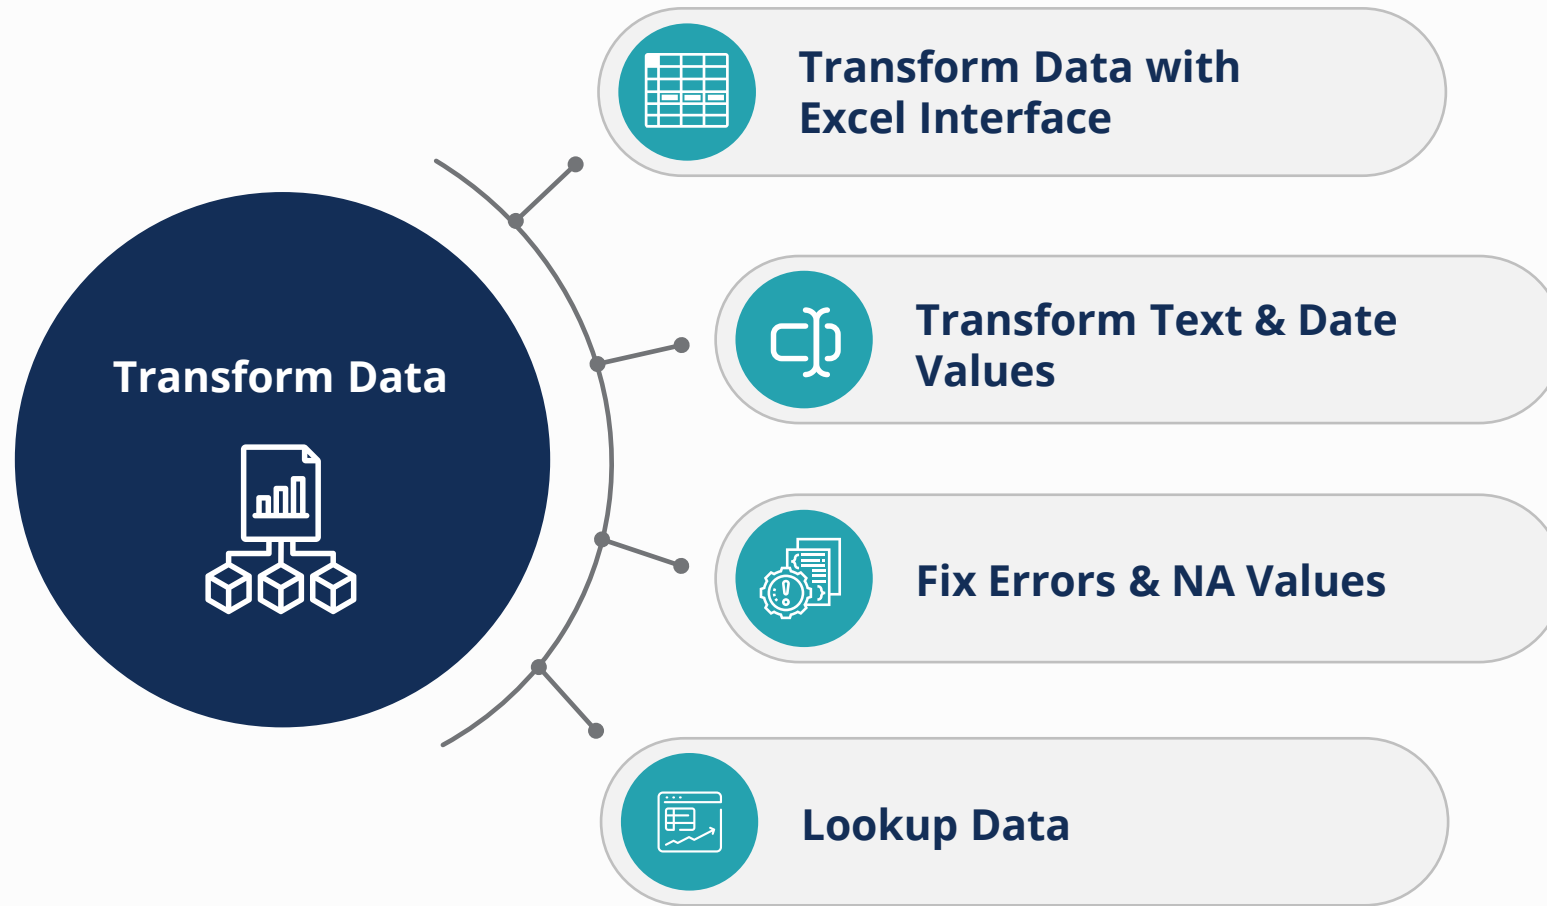 Transform Data with
Excel Interface
Transform Text & Date
Values
Transform Data
Fix Errors & NA Values
Lookup Data